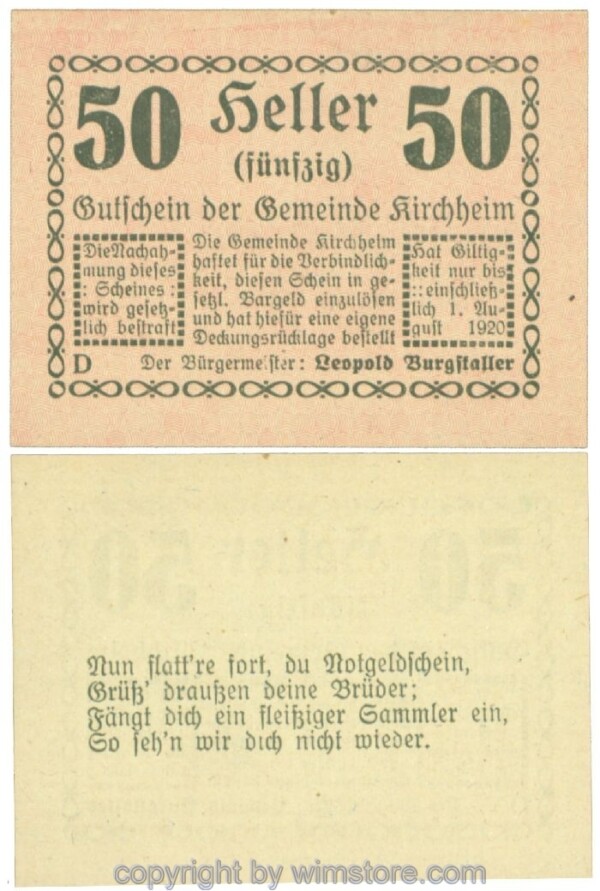 50 Heller 50
(fünfzig)
Gutschein der Gemeinde Kirchheim
Die Nachah-
mung dieses
: Scheines :
wird gesetz-
lich bestraft
Die Gemeinde Kirchheim
haftet für die Verbindlich-
keit, diesen Schein in ge-
setzl. Bargeld einzulösen
und hat hiefür eine eigene
Deckungsrücklage bestellt
Hat Giltig-
keit nur bis
:: einschließ-
lich 1. Au-
gust 1920
D Der Bürgermeister: Leopold Burgstaller
Nun flatt're fort, du Notgeldschein,
Grüß' draußen deine Brüder;
Fängt dich ein fleißiger Sammler ein,
So seh'n wir dich nicht wieder.
copyright by wimstore.com